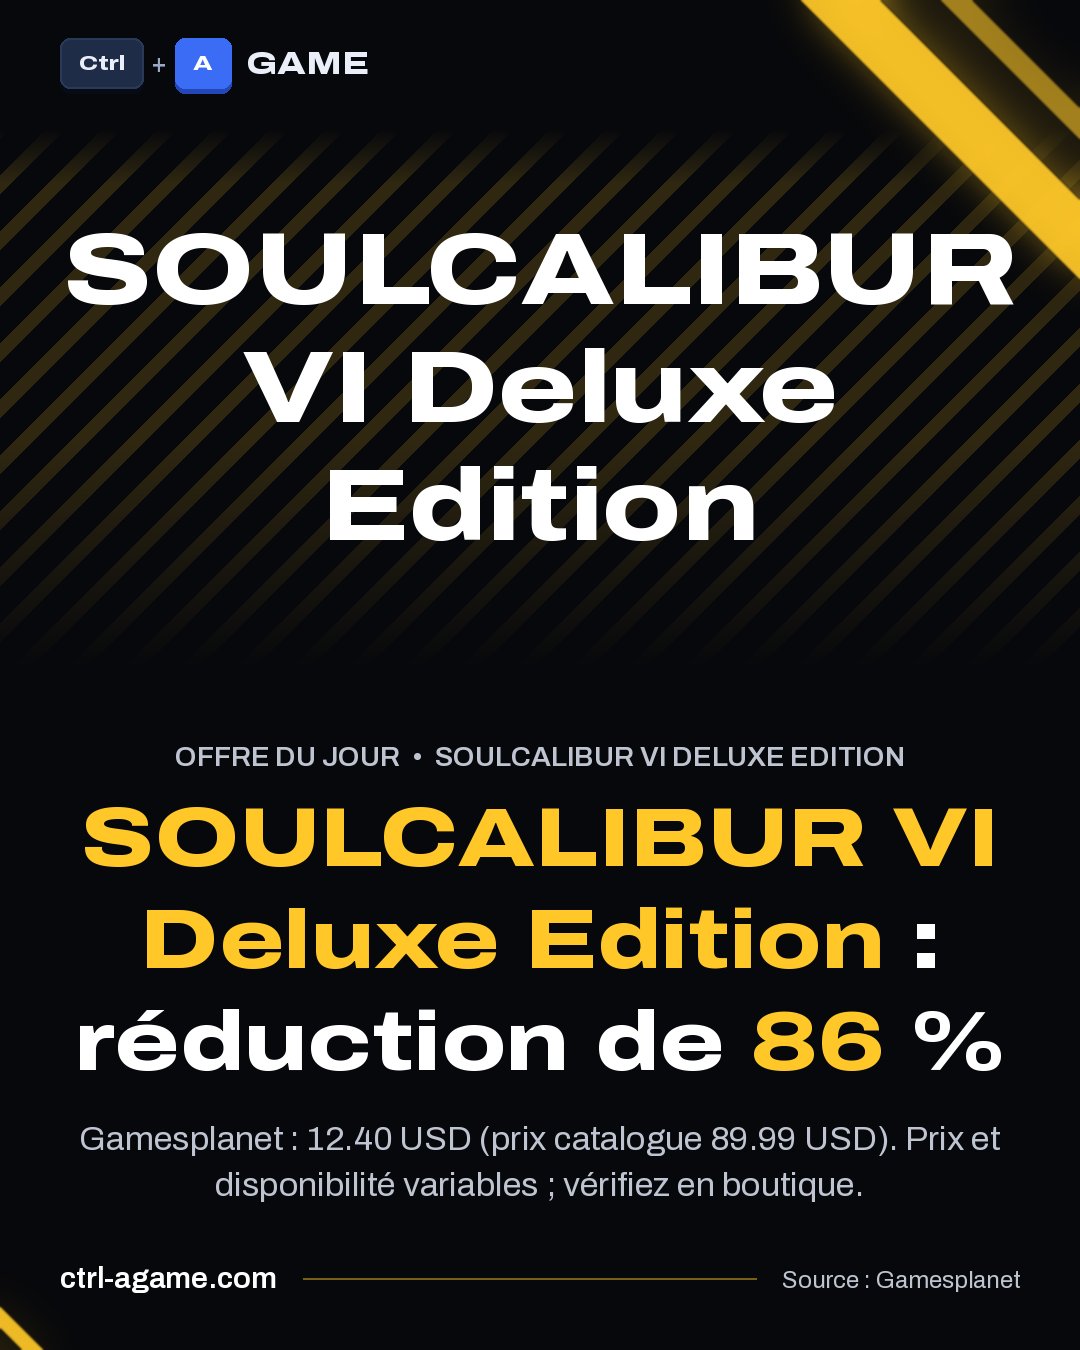 Ctrl + A GAME
SOULCALIBUR
VI Deluxe
Edition
OFFRE DU JOUR • SOULCALIBUR VI DELUXE EDITION
SOULCALIBUR VI
Deluxe Edition :
réduction de 86 %
Gamesplanet : 12.40 USD (prix catalogue 89.99 USD). Prix et
disponibilité variables ; vérifiez en boutique.
ctrl-agame.com
Source : Gamesplanet